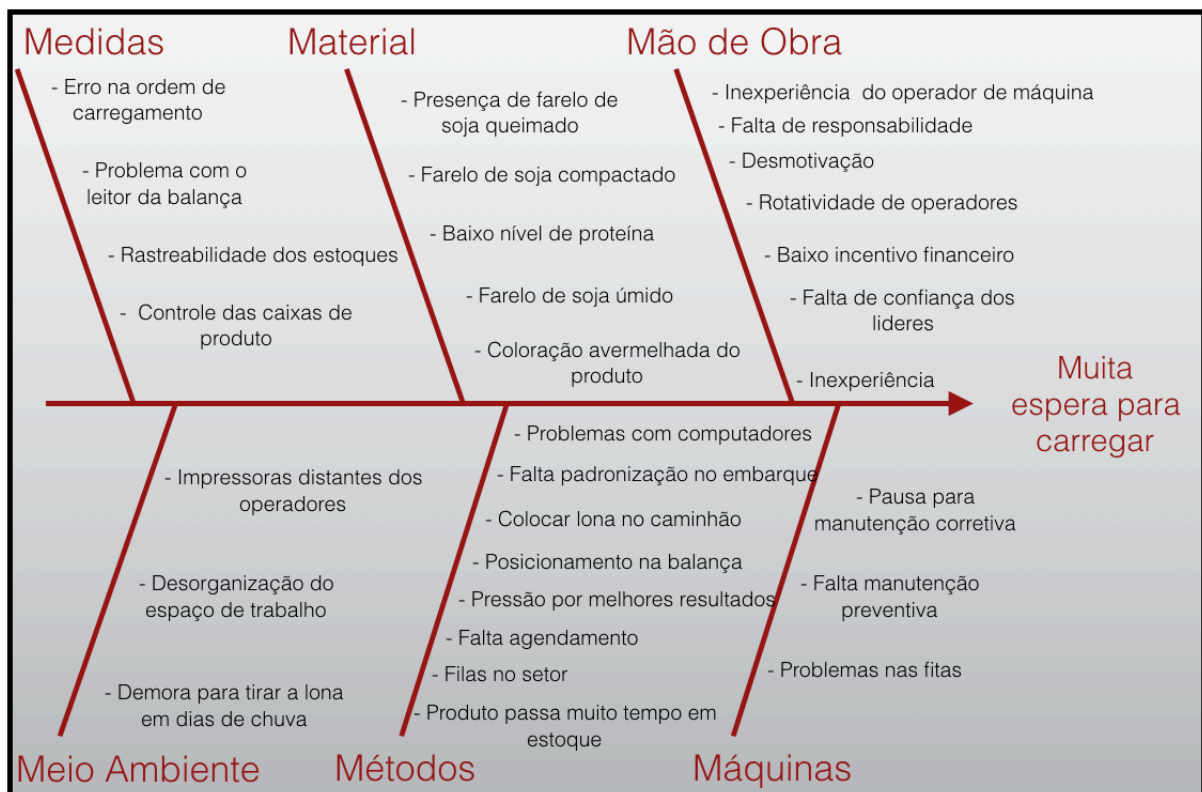 Medidas
- Erro na ordem de
carregamento
- Problema com o
leitor da balança
- Rastreabilidade dos estoques
- Controle das caixas de
produto
Material
- Presença de farelo de
soja queimado
- Farelo de soja compactado
- Baixo nível de proteína
- Farelo de soja úmido
- Coloração avermelhada do
produto
Mão de Obra
- Inexperiência do operador de máquina
- Falta de responsabilidade
- Desmotivação
- Rotatividade de operadores
- Baixo incentivo financeiro
- Falta de confiança dos
lideres
- Inexperiência
Muita
espera para
carregar
- Impressoras distantes dos
operadores
- Desorganização do
espaço de trabalho
- Demora para tirar a lona
em dias de chuva
Meio Ambiente
- Problemas com computadores
- Falta padronização no embarque
- Colocar lona no caminhão
- Posicionamento na balança
- Pressão por melhores resultados
- Falta agendamento
- Filas no setor
- Produto passa muito tempo em
estoque
Métodos
- Pausa para
manutenção corretiva
- Falta manutenção
preventiva
- Problemas nas fitas
Máquinas